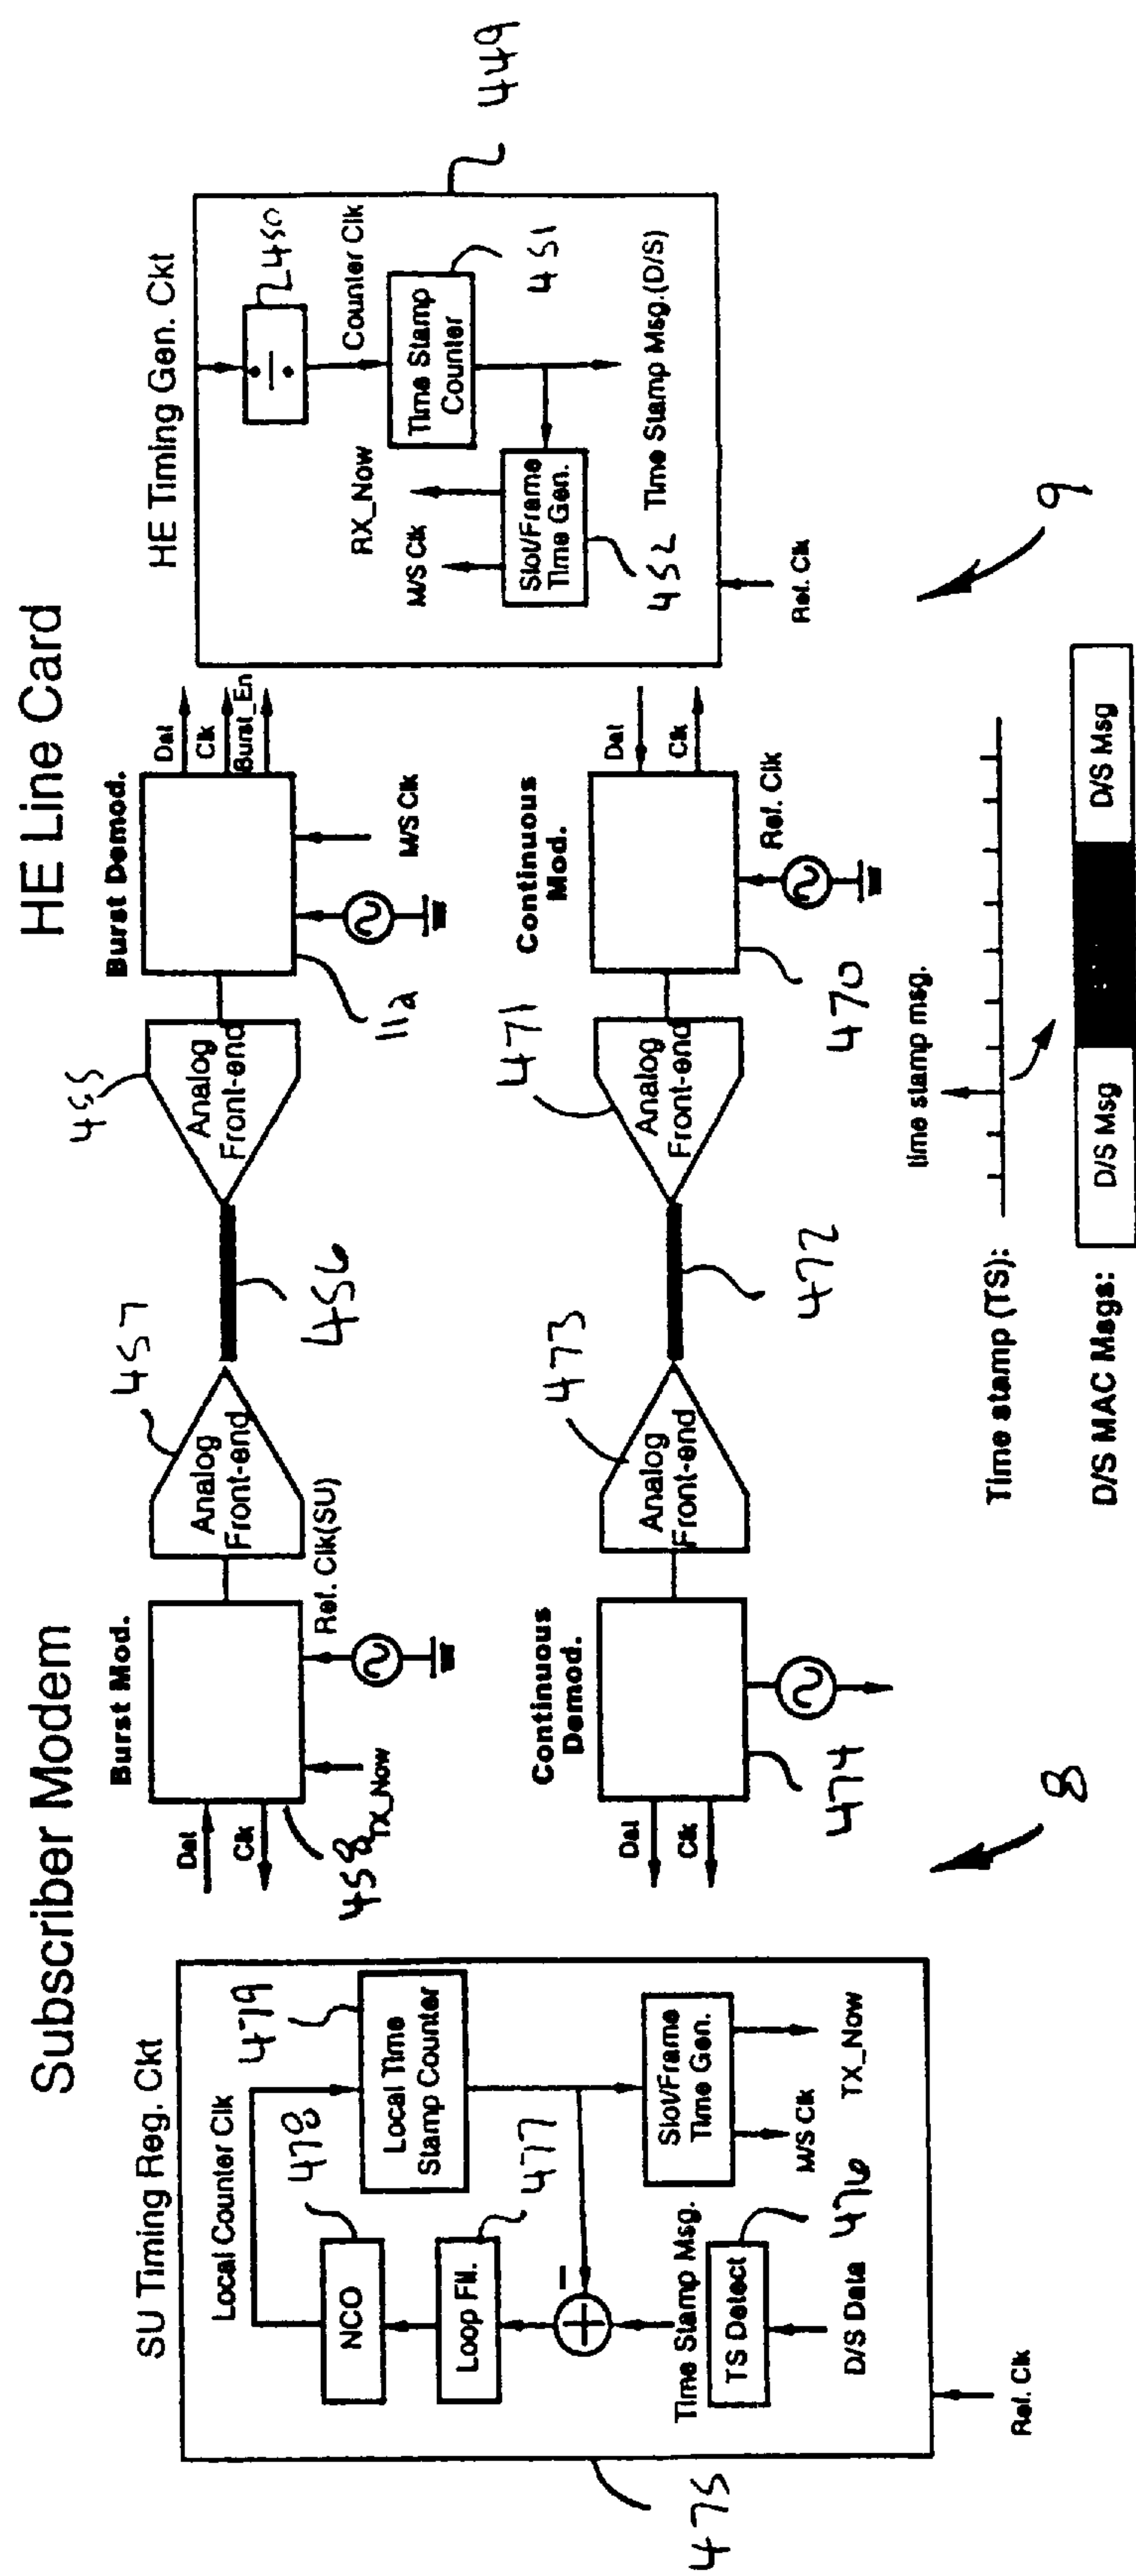 Subscriber Modem
HE Line Card
SU Timing Reg. Ckt
Local Counter Clk
478
479
NCO
Local Time
Stamp Counter
Loop Fil.
477
Time Stamp Msg.
TS Detect
476
D/S Data
Slot/Frame
Time Gen.
M/S Clk
TX_Now
Ref. Clk
475
Burst Mod.
Dat
Clk
458
TX_Now
Ref. Clk(SU)
Analog
Front-end
457
456
Analog
Front-end
455
Burst Demod.
Dat
Clk
Burst_En
11a
M/S Clk
Continuous
Demod.
Dat
Clk
474
Analog
Front-end
473
472
Analog
Front-end
471
Continuous
Mod.
Dat
Clk
470
Ref. Clk
HE Timing Gen. Ckt
450
Counter Clk
Time Stamp
Counter
451
RX_Now
M/S Clk
Slot/Frame
Time Gen.
452
Time Stamp Msg.(D/S)
Ref. Clk
449
8
9
Time stamp (TS):
time stamp msg.
D/S MAC Msgs:
D/S Msg
D/S Msg